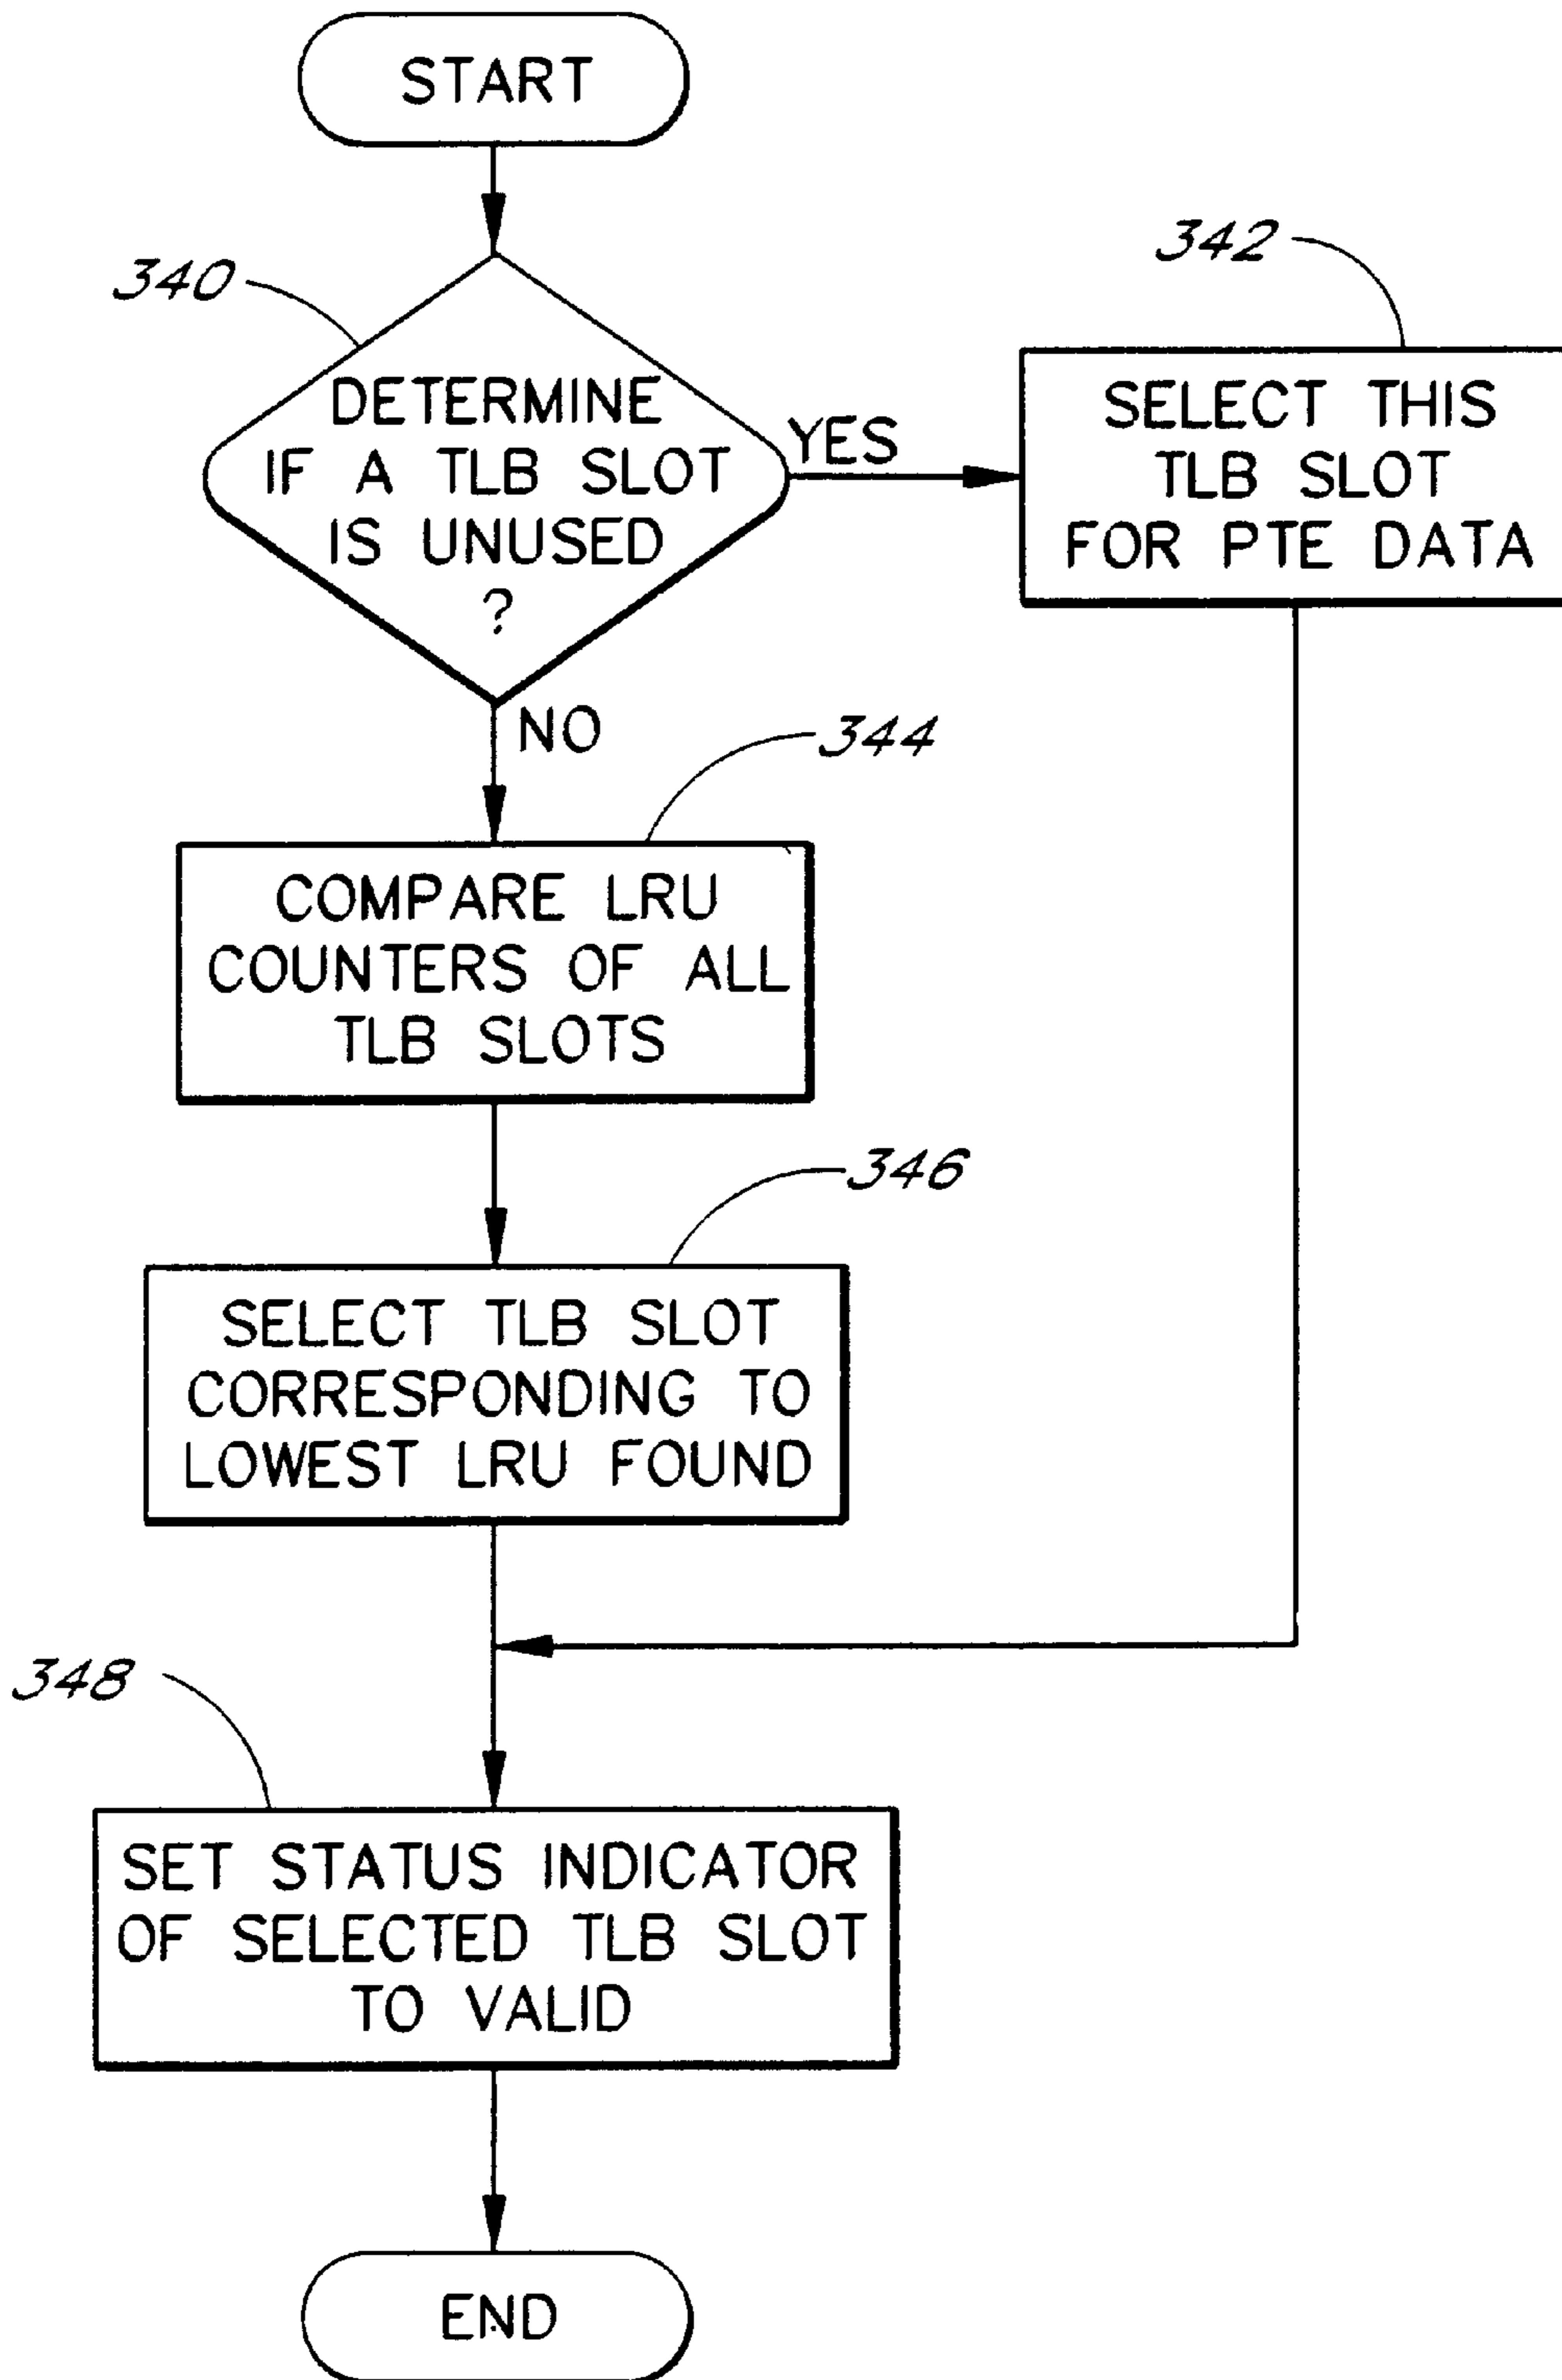 START
340
DETERMINE
IF A TLB SLOT
IS UNUSED
?
YES
342
SELECT THIS
TLB SLOT
FOR PTE DATA
NO
344
COMPARE LRU
COUNTERS OF ALL
TLB SLOTS
346
SELECT TLB SLOT
CORRESPONDING TO
LOWEST LRU FOUND
348
SET STATUS INDICATOR
OF SELECTED TLB SLOT
TO VALID
END